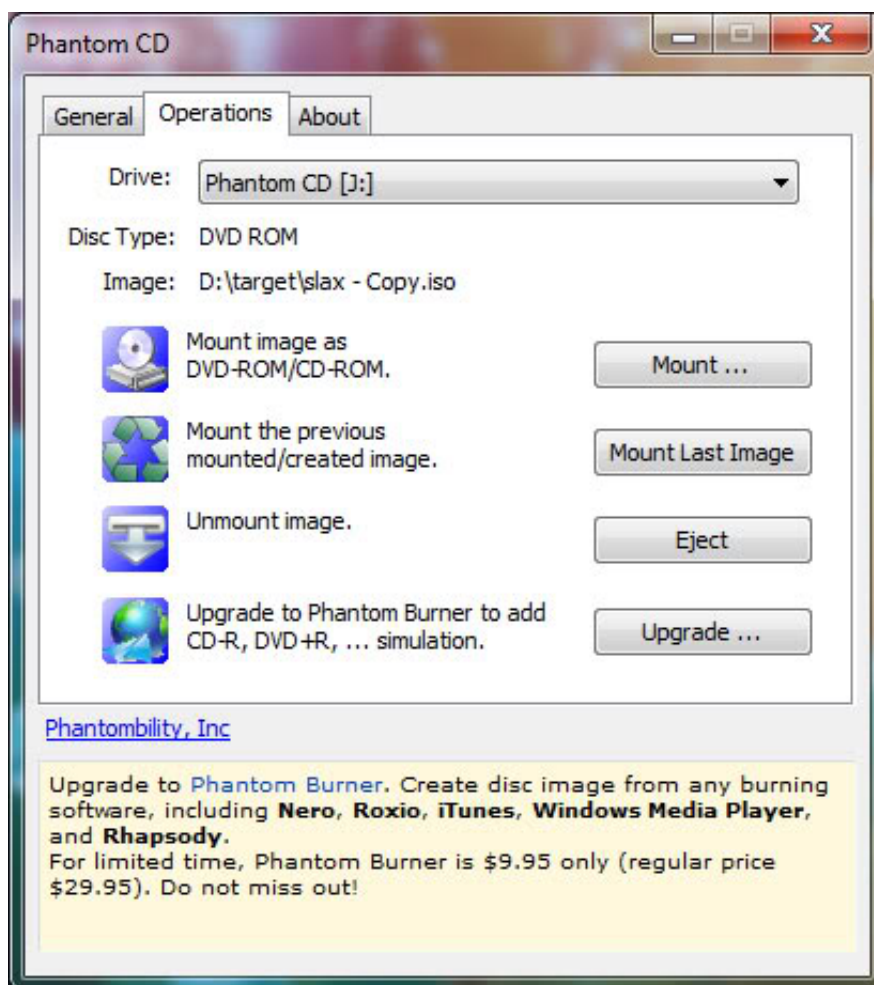 Phantom CD
General Operations About
Drive: Phantom CD [J:]
Disc Type: DVD ROM
Image: D:\target\slax - Copy.iso
Mount image as
DVD-ROM/CD-ROM.
Mount ...
Mount the previous
mounted/created image.
Mount Last Image
Unmount image.
Eject
Upgrade to Phantom Burner to add
CD-R, DVD+R, ... simulation.
Upgrade ...
Phantombility, Inc
Upgrade to Phantom Burner. Create disc image from any burning
software, including Nero, Roxio, iTunes, Windows Media Player,
and Rhapsody.
For limited time, Phantom Burner is $9.95 only (regular price
$29.95). Do not miss out!